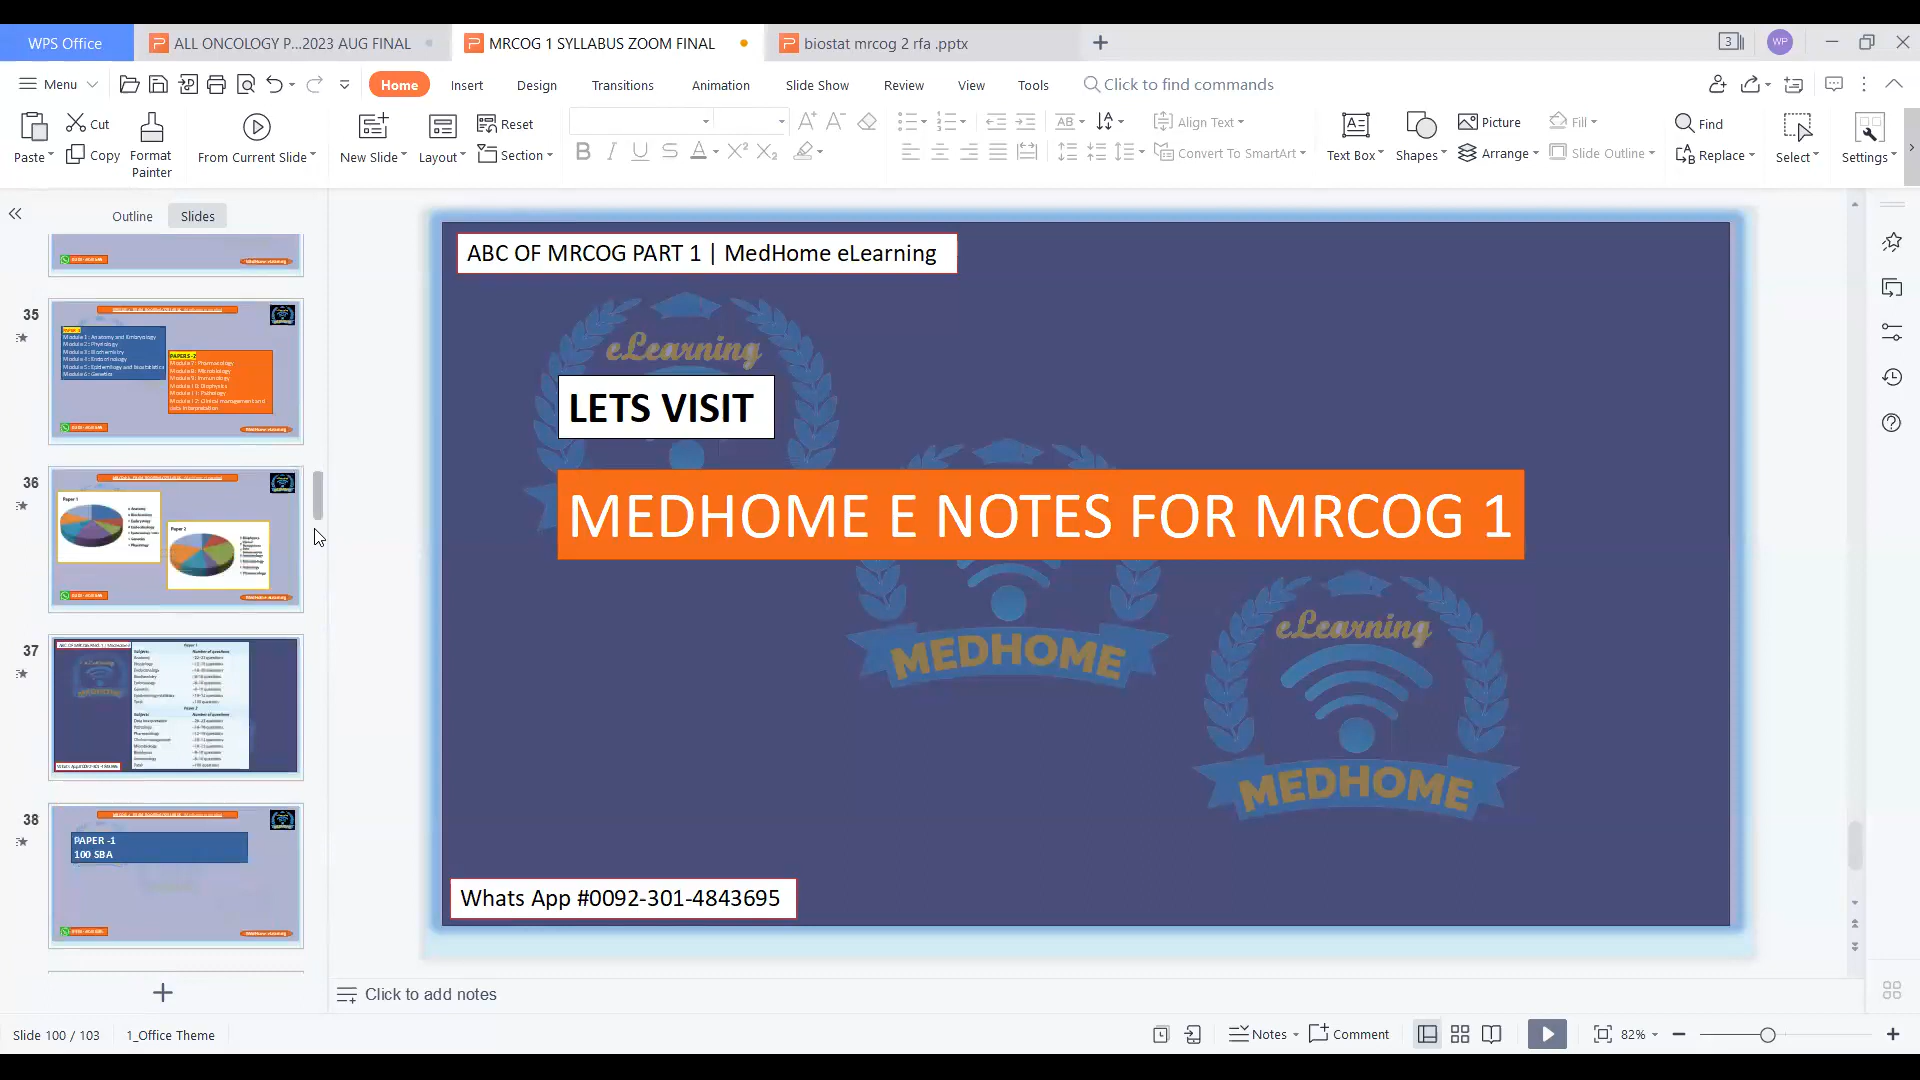 WPS Office
ALL ONCOLOGY P...2023 AUG FINAL
MRCOG 1 SYLLABUS ZOOM FINAL
biostat mrcog 2 rfa .pptx
3
WP
Menu
Home
Insert
Design
Transitions
Animation
Slide Show
Review
View
Tools
Click to find commands
Paste
Cut
Copy
Format
Painter
From Current Slide
New Slide
Layout
Reset
Section
Align Text
Convert To SmartArt
Text Box
Shapes
Picture
Arrange
Fill
Slide Outline
Find
Replace
Select
Settings
Outline
Slides
35
PAPERS-2
36
Paper 1
Paper 2
37
38
PAPER -1
100 SBA
ABC OF MRCOG PART 1 | MedHome eLearning
eLearning
LETS VISIT
MEDHOME E NOTES FOR MRCOG 1
eLearning
MEDHOME
MEDHOME
Whats App #0092-301-4843695
Click to add notes
Slide 100 / 103
1_Office Theme
Notes
Comment
82%